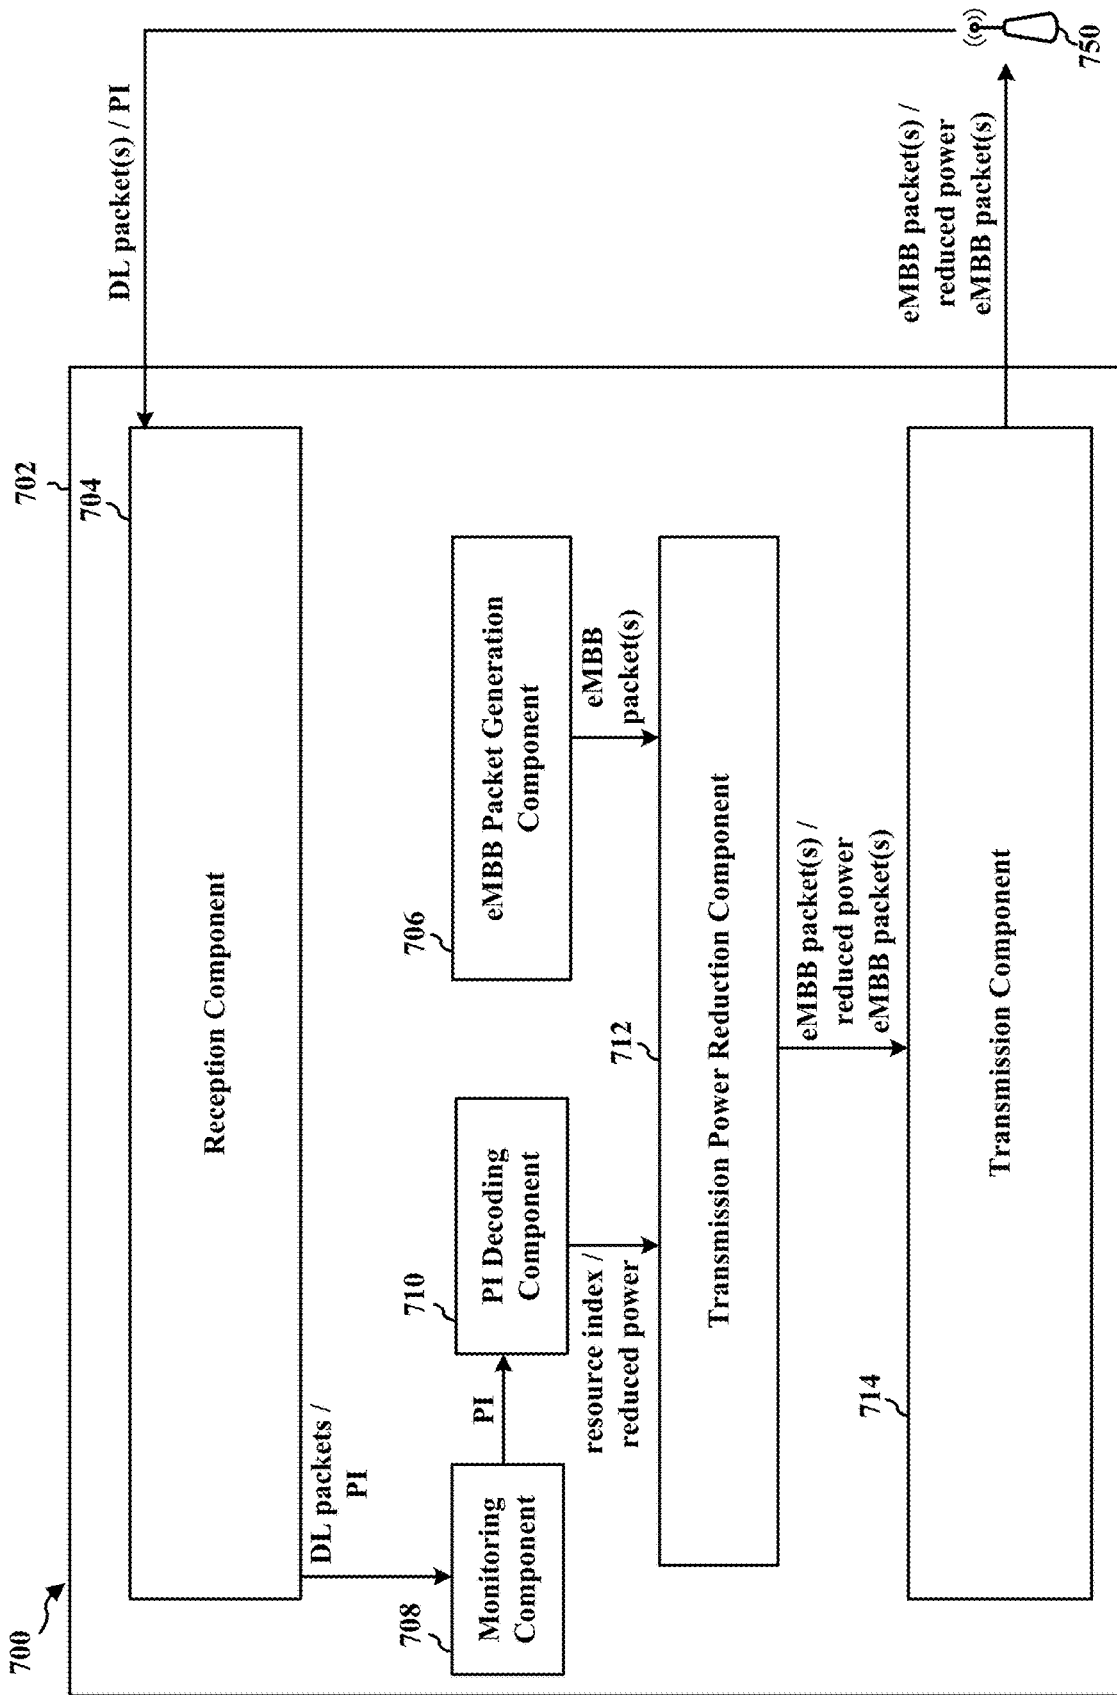 700
702
704
Reception Component
DL packet(s) / PI
DL packets /
PI
708
Monitoring
Component
PI
710
PI Decoding
Component
706
eMBB Packet Generation
Component
resource index /
reduced power
eMBB
packet(s)
712
Transmission Power Reduction Component
eMBB packet(s) /
reduced power
eMBB packet(s)
714
Transmission Component
eMBB packet(s) /
reduced power
eMBB packet(s)
750